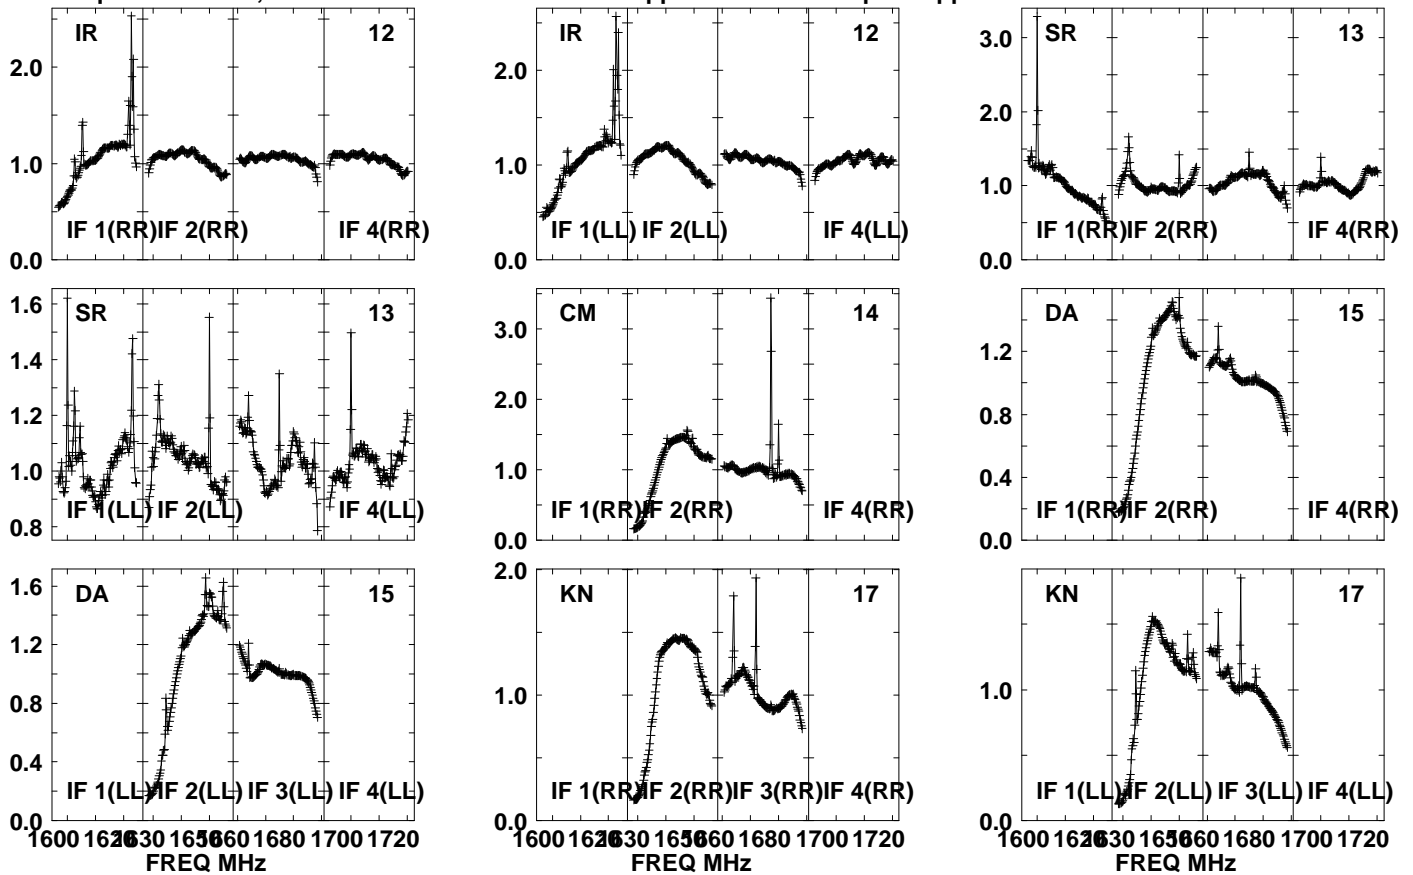 IR 12
2.0
1.0
0.0
IF 1(RR) IF 2(RR) IF 4(RR)
IR 12
2.0
1.0
0.0
IF 1(LL) IF 2(LL) IF 4(LL)
SR 13
3.0
2.0
1.0
0.0
IF 1(RR) IF 2(RR) IF 4(RR)
SR 13
1.6
1.4
1.2
1.0
0.8
IF 1(LL) IF 2(LL) IF 4(LL)
CM 14
3.0
2.0
1.0
0.0
IF 1(RR) IF 2(RR) IF 4(RR)
DA 15
1.2
0.8
0.4
0.0
IF 1(RR) IF 2(RR) IF 4(RR)
DA 15
1.6
1.2
0.8
0.4
0.0
IF 1(LL) IF 2(LL) IF 3(LL) IF 4(LL)
1600 1620 1630 1650 1660 1700 1720
FREQ MHz
KN 17
2.0
1.0
0.0
IF 1(RR) IF 2(RR) IF 3(RR) IF 4(RR)
1600 1620 1630 1650 1660 1700 1720
KN 17
1.0
0.0
IF 1(LL) IF 2(LL) IF 3(LL) IF 4(LL)
1600 1620 1630 1650 1660 1700 1720
FREQ MHz